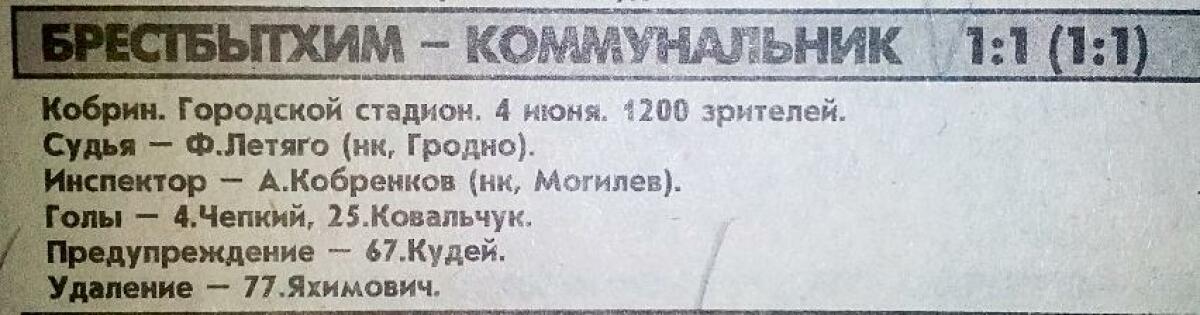 БРЕСТБЫТХИМ – КОММУНАЛЬНИК 1:1 (1:1)
Кобрин. Городской стадион. 4 июня. 1200 зрителей.
Судья – Ф.Летяго (нк, Гродно).
Инспектор – А.Кобренков (нк, Могилев).
Голы – 4.Чепкий, 25.Ковальчук.
Предупреждение – 67.Кудей.
Удаление – 77.Яхимович.